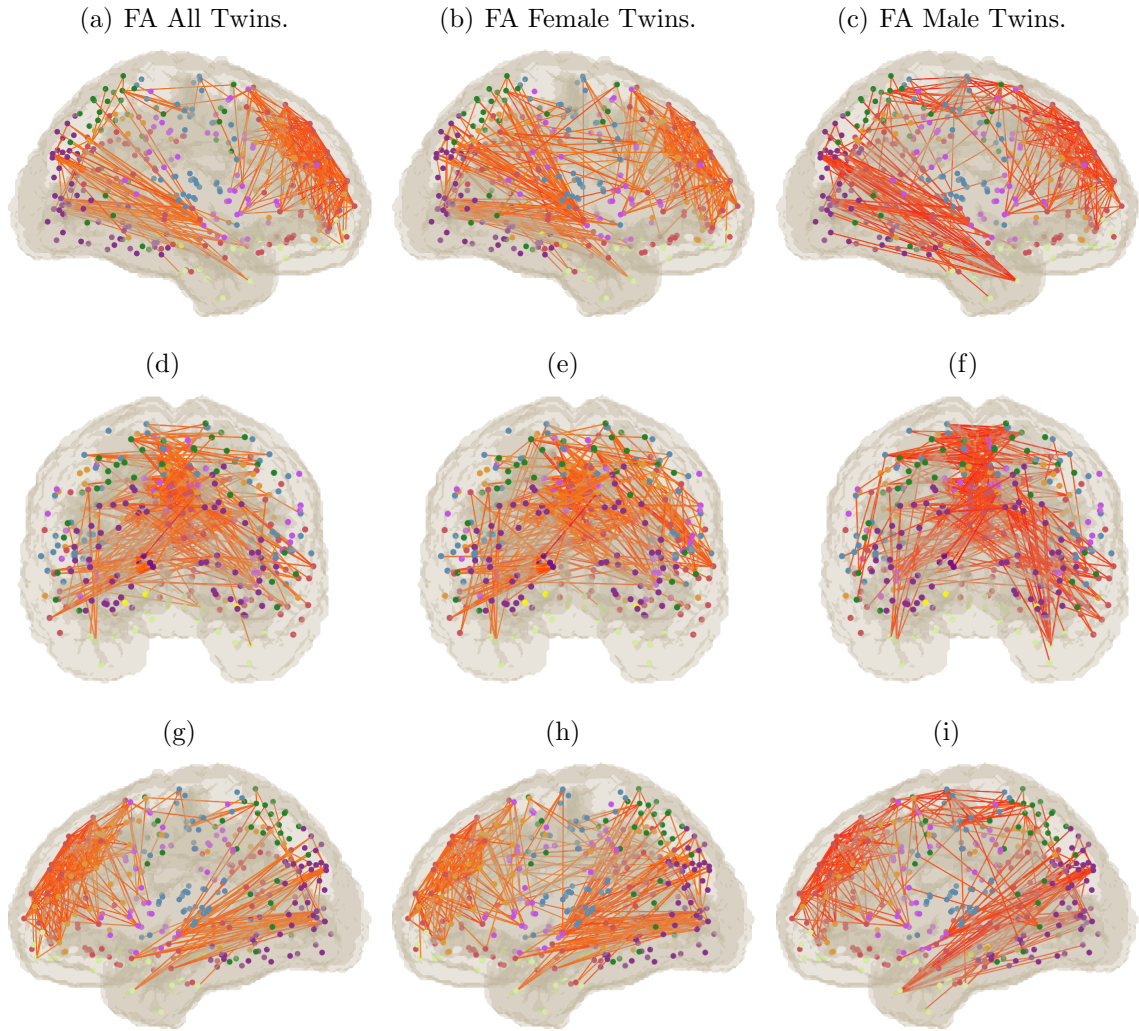 (a) FA All Twins.
(b) FA Female Twins.
(c) FA Male Twins.
(d)
(e)
(f)
(g)
(h)
(i)